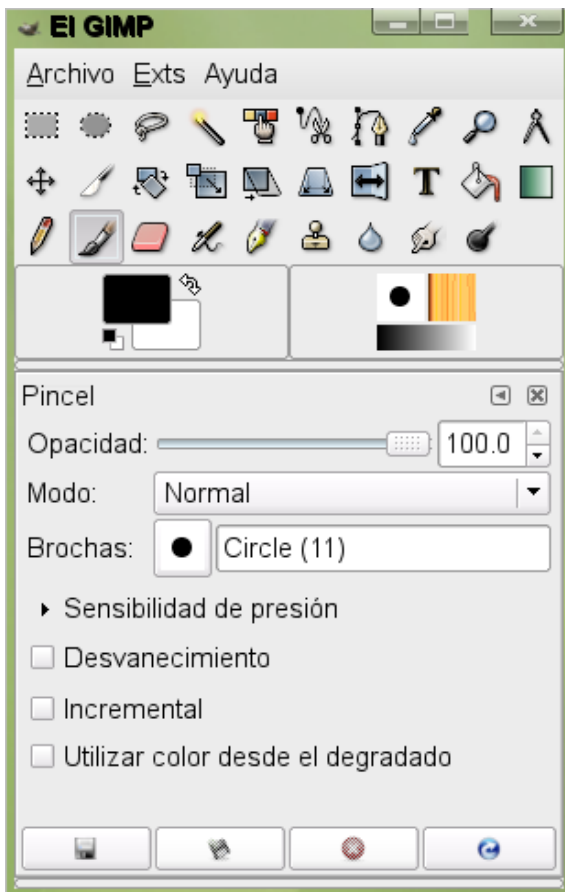 El GIMP
Archivo Exts Ayuda
Pincel
Opacidad: 100.0
Modo: Normal
Brochas: Circle (11)
Sensibilidad de presión
Desvanecimiento
Incremental
Utilizar color desde el degradado